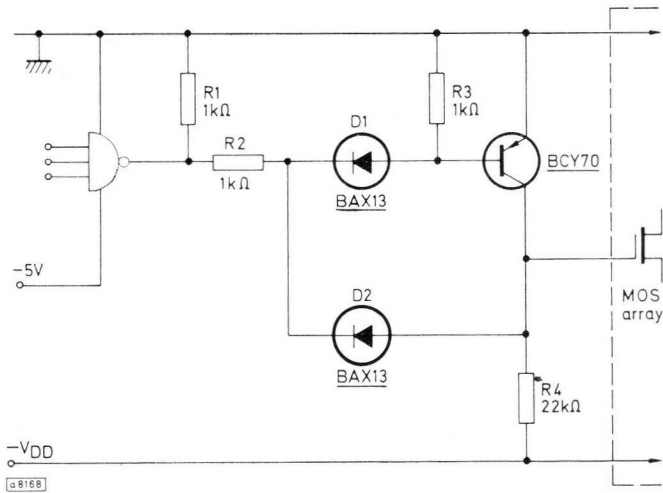 R1
1kΩ
R2
1kΩ
D1
BAX13
R3
1kΩ
BCY70
-5V
D2
BAX13
MOS
array
R4
22kΩ
-VDD
a8168